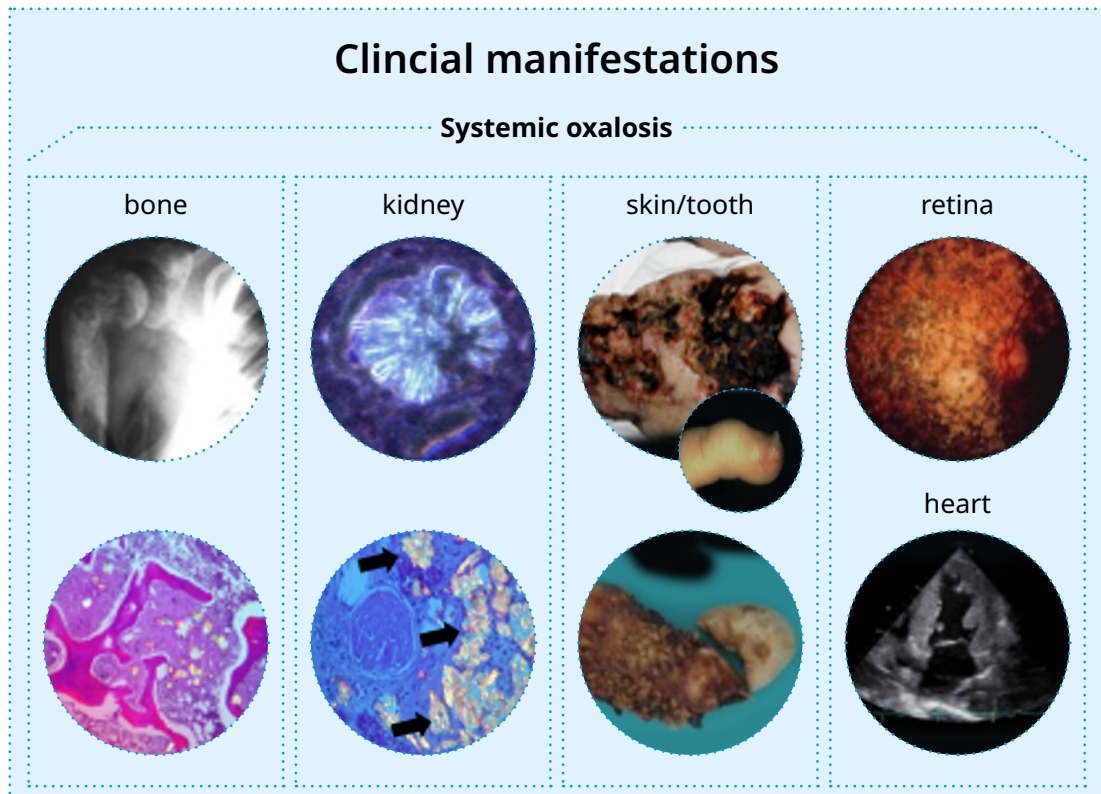 Clincial manifestations
Systemic oxalosis
bone
kidney
skin/tooth
retina
heart